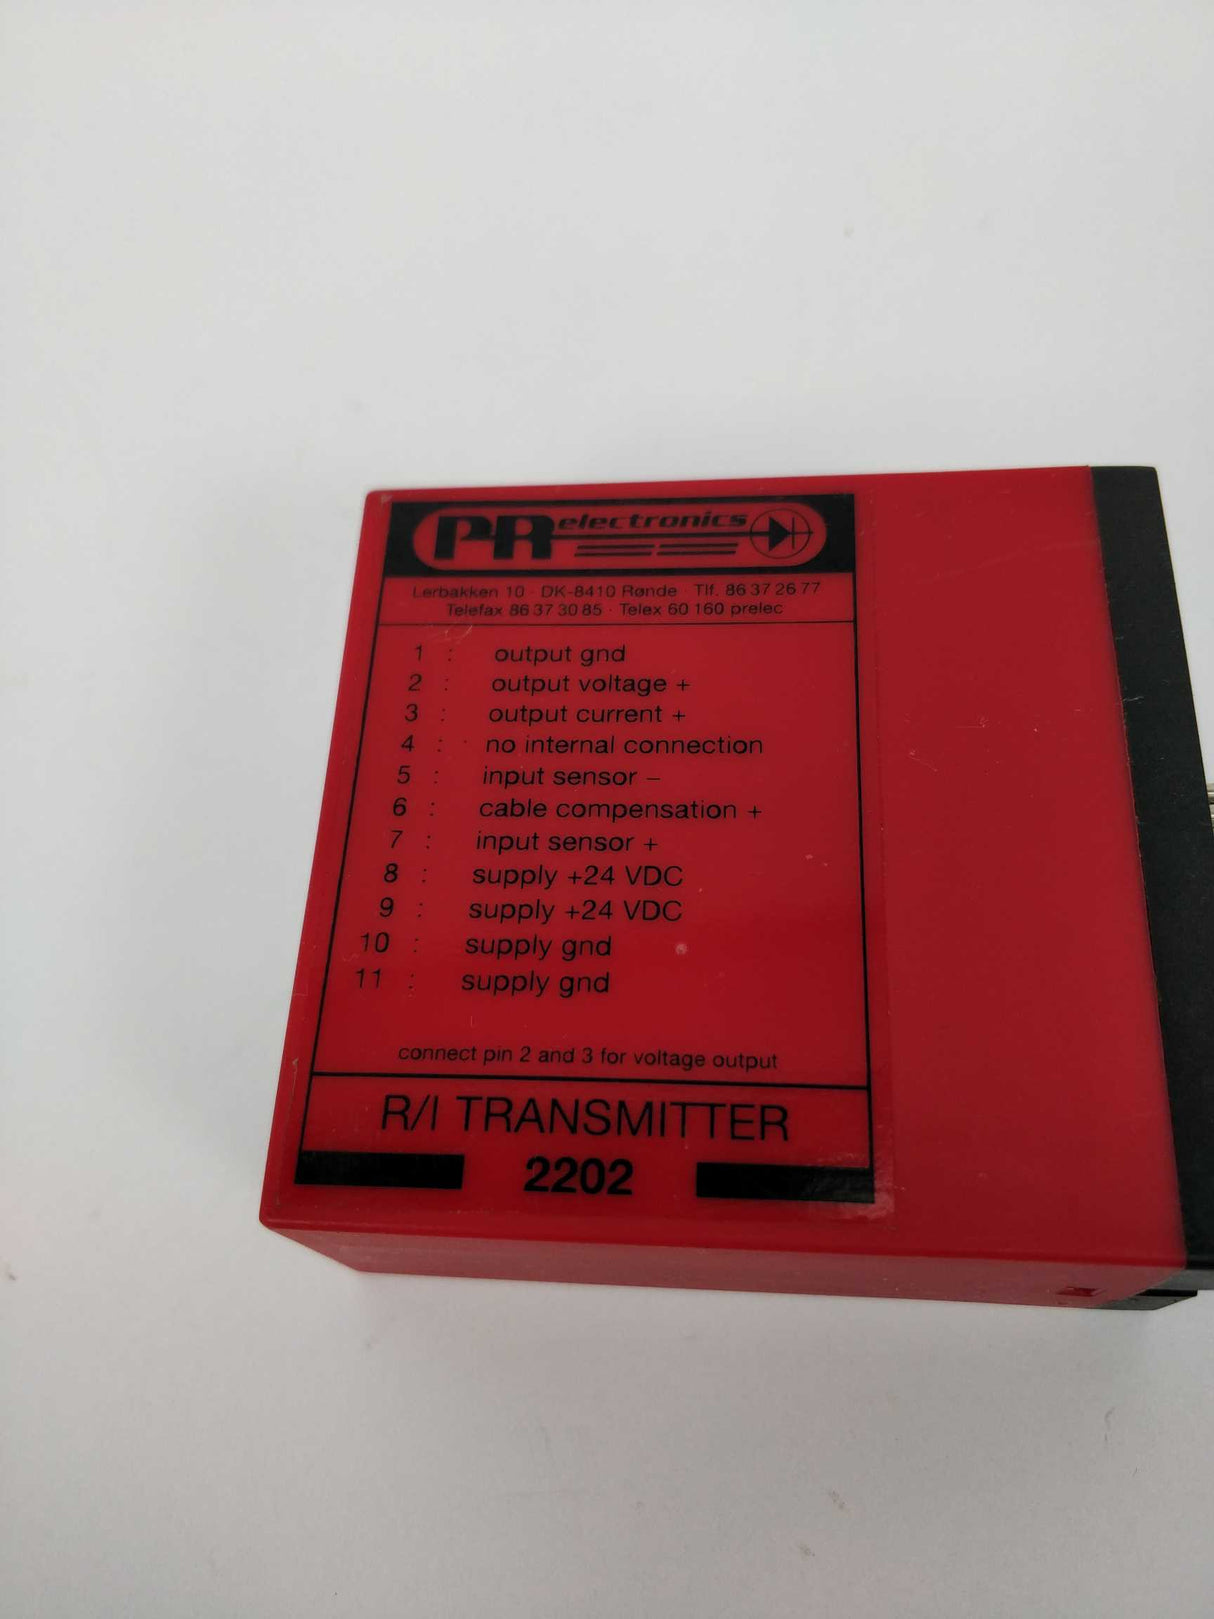 PR electronics
Lerbakken 10 · DK-8410 Rønde · Tlf. 86 37 26 77
Telefax 86 37 30 85 · Telex 60 160 prelec
1 : output gnd
2 : output voltage +
3 : output current +
4 : no internal connection
5 : input sensor –
6 : cable compensation +
7 : input sensor +
8 : supply +24 VDC
9 : supply +24 VDC
10 : supply gnd
11 : supply gnd
connect pin 2 and 3 for voltage output
R/I TRANSMITTER
2202